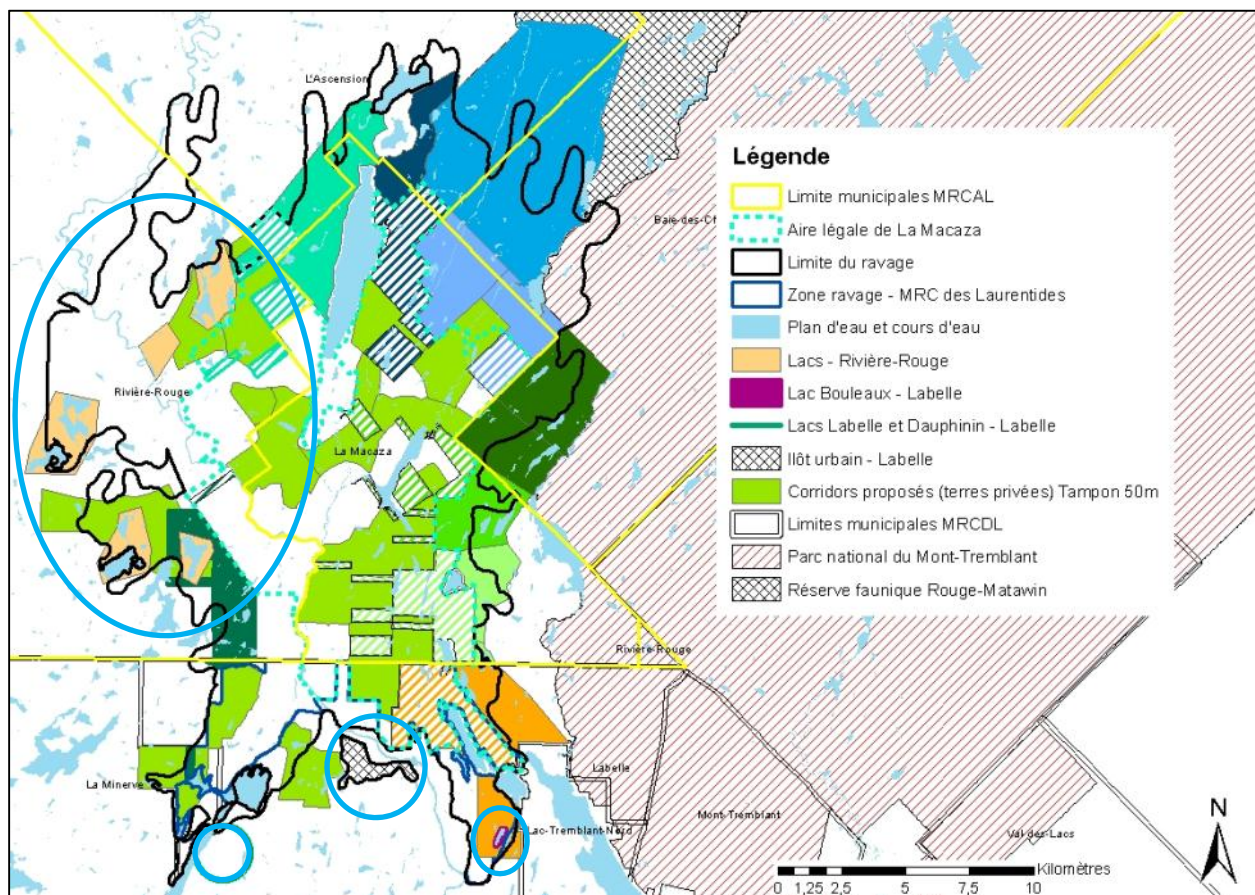 L'Ascension
Baie-des-Ch
Rivière-Rouge
La Macaza
Rivière-Rouge
La Minerve
Labelle
Lac-Tremblant-Nord
Mont-Tremblant
Val-des-Lacs
Légende
Limite municipales MRCAL
Aire légale de La Macaza
Limite du ravage
Zone ravage - MRC des Laurentides
Plan d'eau et cours d'eau
Lacs - Rivière-Rouge
Lac Bouleaux - Labelle
Lacs Labelle et Dauphinin - Labelle
Ilôt urbain - Labelle
Corridors proposés (terres privées) Tampon 50m
Limites municipales MRCDL
Parc national du Mont-Tremblant
Réserve faunique Rouge-Matawin
N
Kilomètres
0 1,25 2,5 5 7,5 10